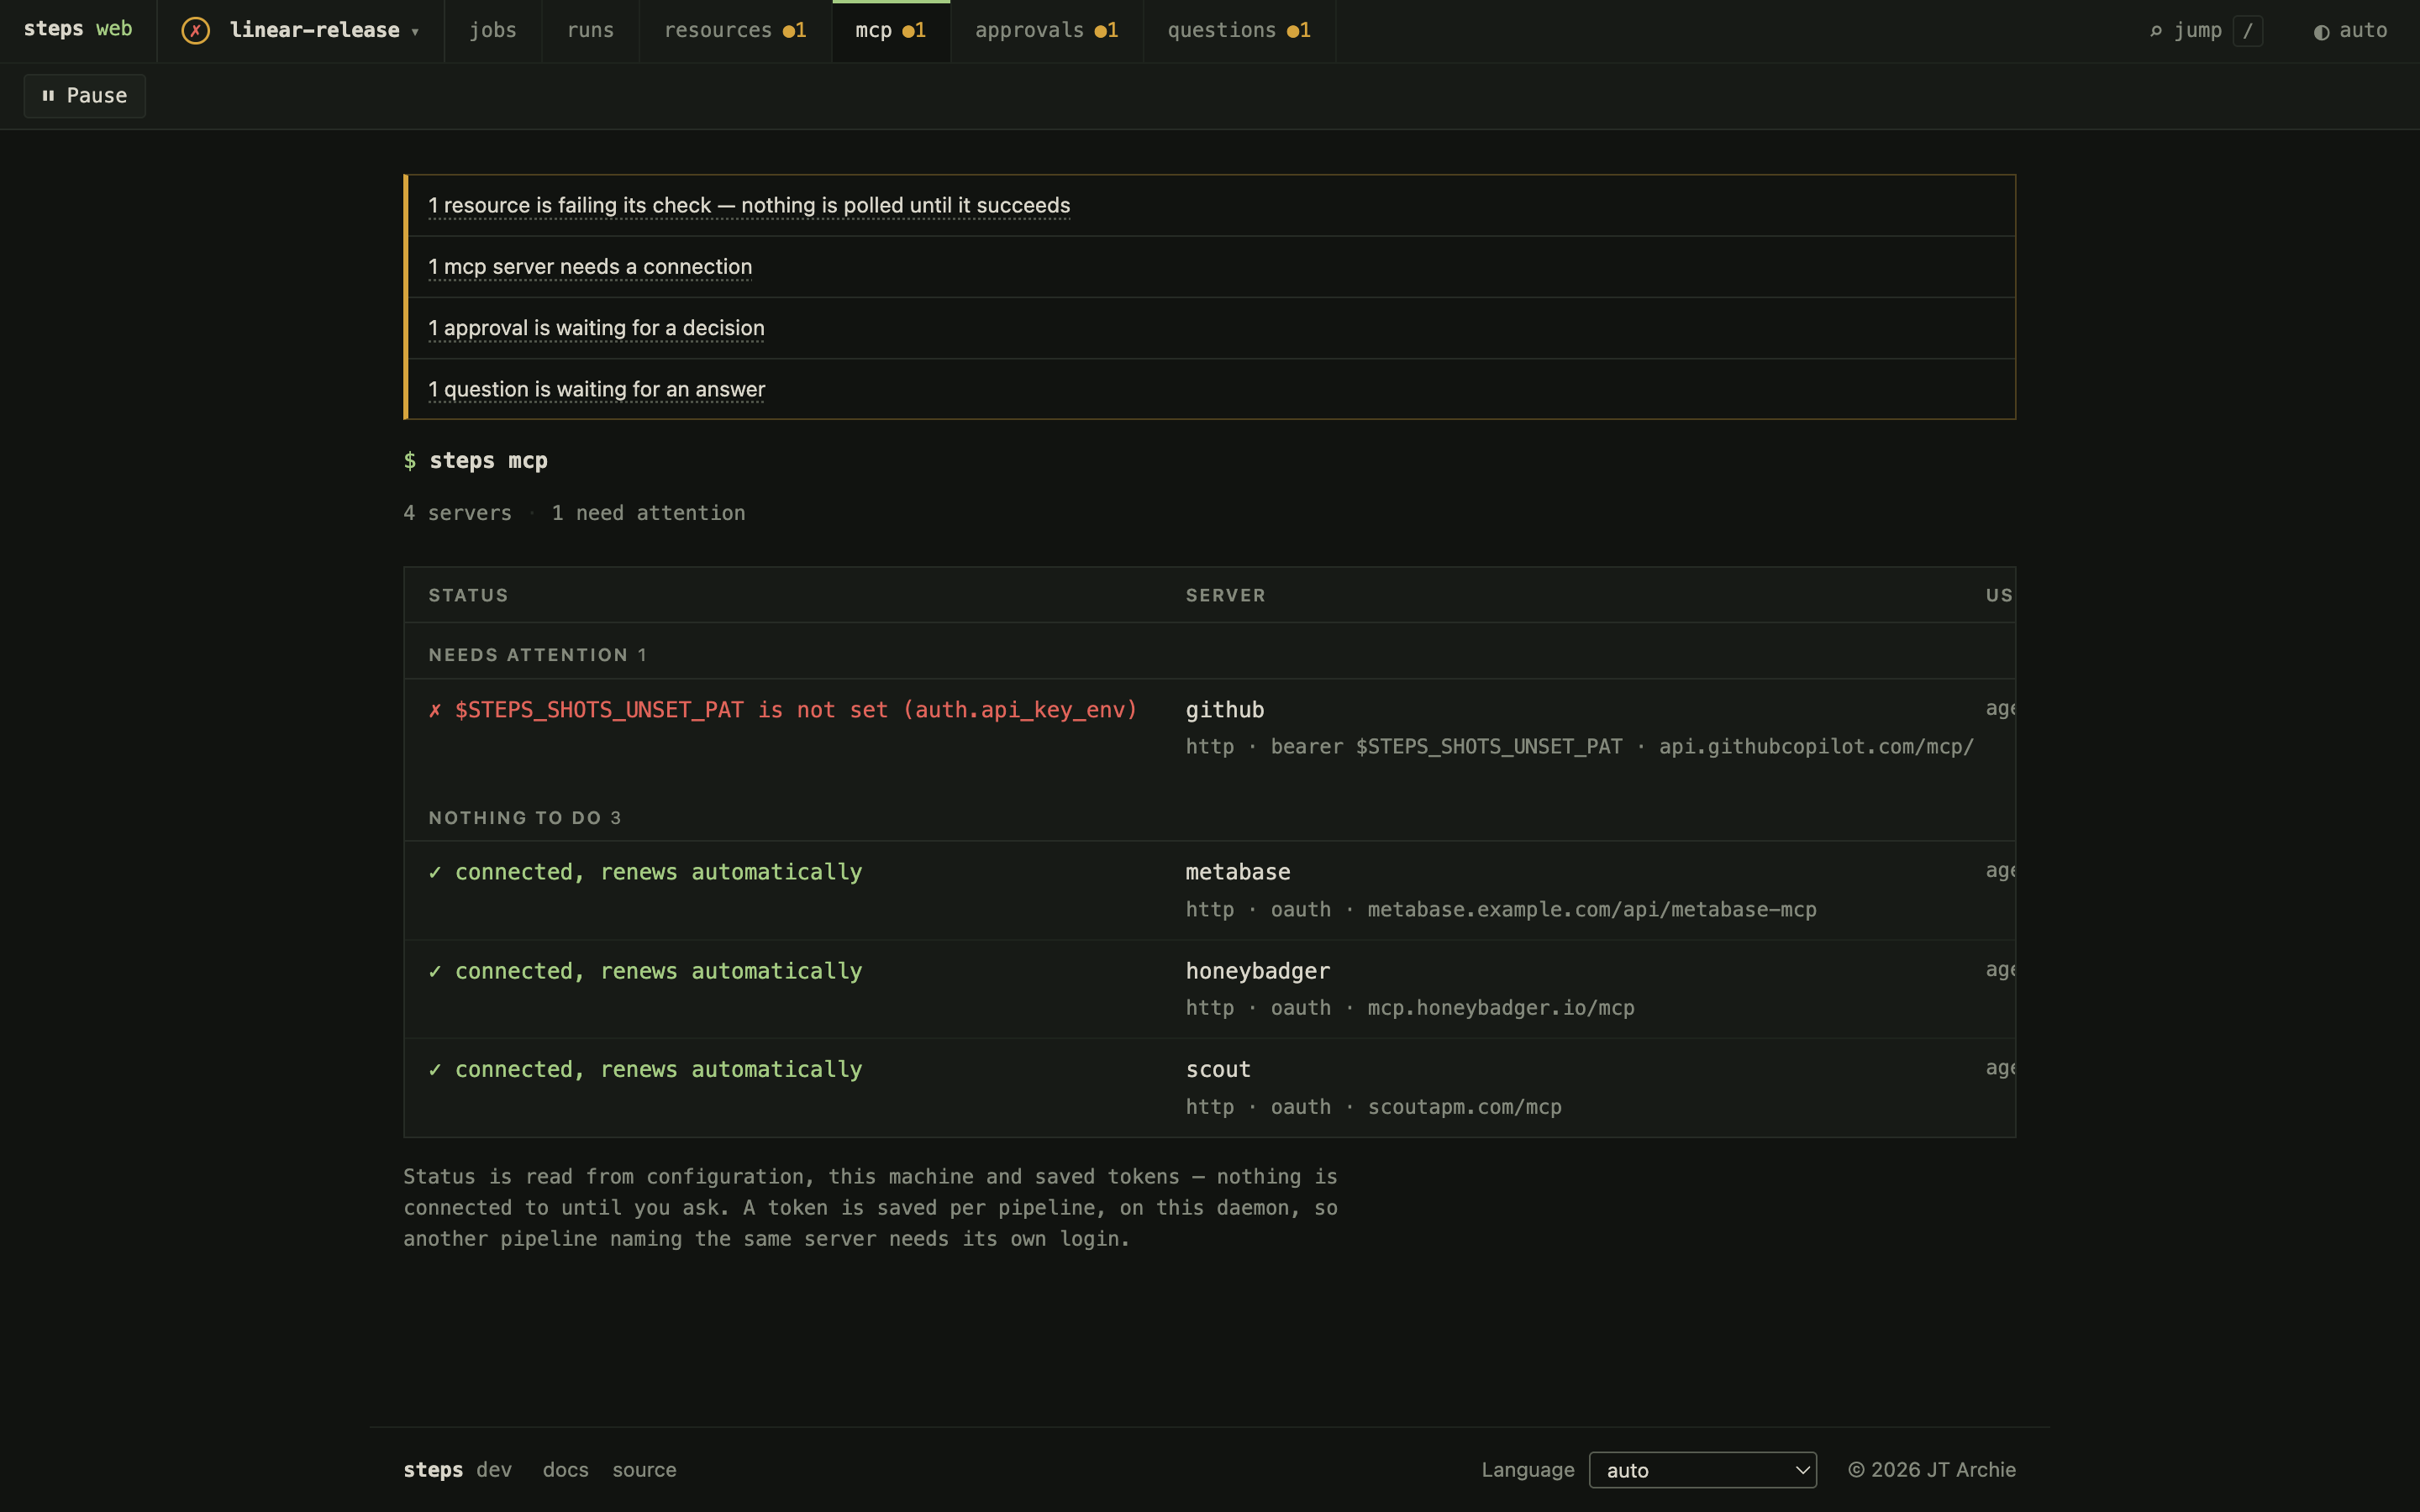 steps web ✗ linear-release ▾ jobs runs resources ●1 mcp ●1 approvals ●1 questions ●1 jump / auto
Pause
1 resource is failing its check — nothing is polled until it succeeds
1 mcp server needs a connection
1 approval is waiting for a decision
1 question is waiting for an answer
$ steps mcp
4 servers · 1 need attention
STATUS SERVER US
NEEDS ATTENTION 1
✗ $STEPS_SHOTS_UNSET_PAT is not set (auth.api_key_env) github age
http · bearer $STEPS_SHOTS_UNSET_PAT · api.githubcopilot.com/mcp/
NOTHING TO DO 3
✓ connected, renews automatically metabase age
http · oauth · metabase.example.com/api/metabase-mcp
✓ connected, renews automatically honeybadger age
http · oauth · mcp.honeybadger.io/mcp
✓ connected, renews automatically scout age
http · oauth · scoutapm.com/mcp
Status is read from configuration, this machine and saved tokens — nothing is
connected to until you ask. A token is saved per pipeline, on this daemon, so
another pipeline naming the same server needs its own login.
steps dev docs source Language auto © 2026 JT Archie